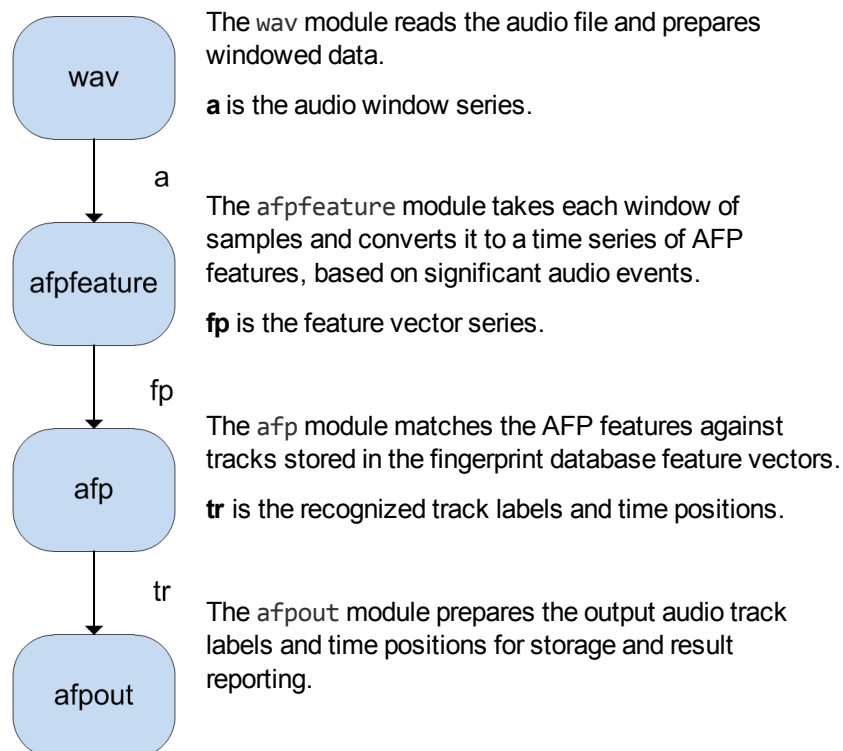 wav
The wav module reads the audio file and prepares
windowed data.
a is the audio window series.
a
afpfeature
The afpfeature module takes each window of
samples and converts it to a time series of AFP
features, based on significant audio events.
fp is the feature vector series.
fp
afp
The afp module matches the AFP features against
tracks stored in the fingerprint database feature vectors.
tr is the recognized track labels and time positions.
tr
afpout
The afpout module prepares the output audio track
labels and time positions for storage and result
reporting.